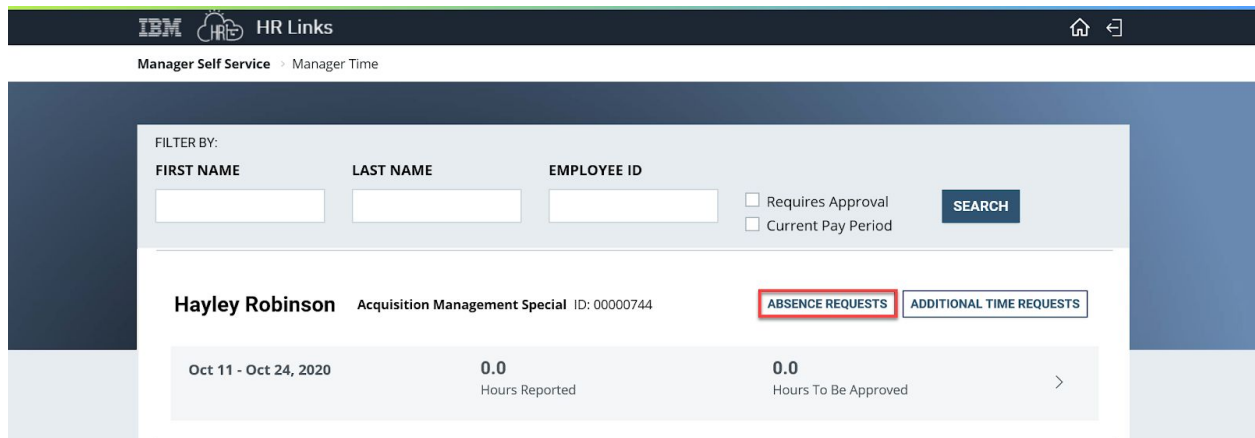 IBM HR HR Links
Manager Self Service > Manager Time
FILTER BY:
FIRST NAME LAST NAME EMPLOYEE ID
Requires Approval
SEARCH
Current Pay Period
Hayley Robinson Acquisition Management Special ID: 00000744 ABSENCE REQUESTS ADDITIONAL TIME REQUESTS
Oct 11 - Oct 24, 2020 0.0 0.0
Hours Reported Hours To Be Approved